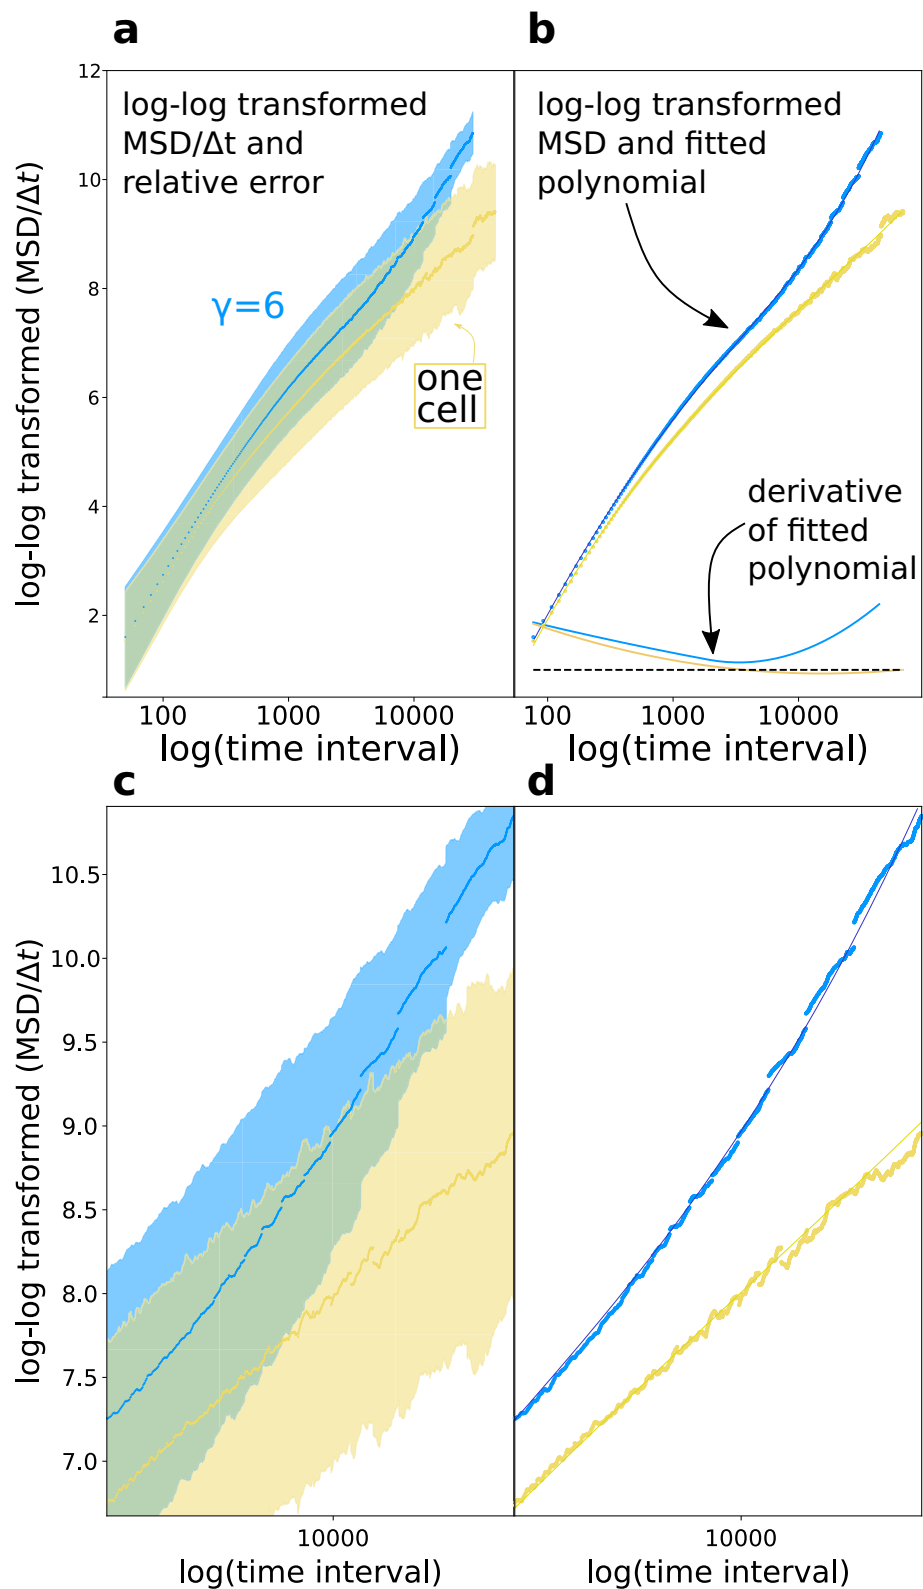 a
b
log-log transformed (MSD/Δt)
12
10
8
6
4
2
log-log transformed
MSD/Δt and
relative error
γ=6
one
cell
log-log transformed
MSD and fitted
polynomial
derivative
of fitted
polynomial
100
1000
10000
100
1000
10000
log(time interval)
log(time interval)
c
d
log-log transformed (MSD/Δt)
10.5
10.0
9.5
9.0
8.5
8.0
7.5
7.0
10000
10000
log(time interval)
log(time interval)